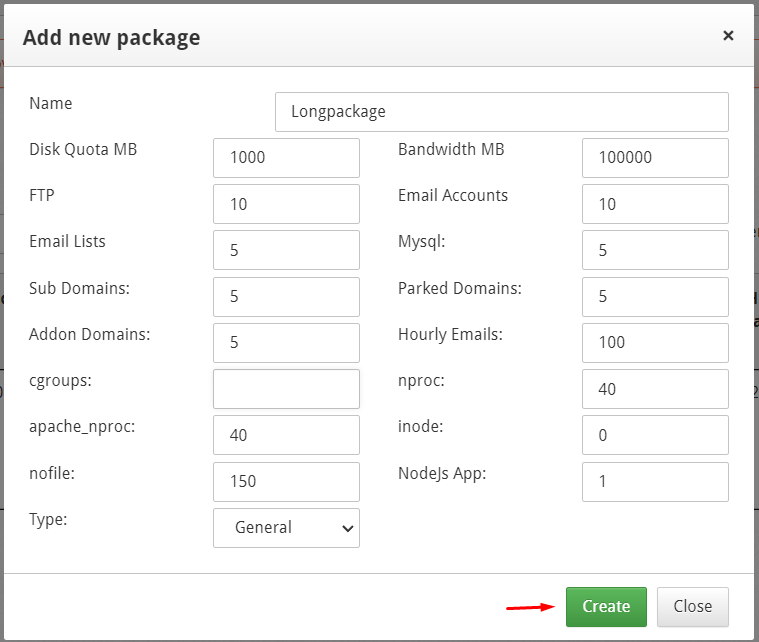 Add new package ×
Name Longpackage
Disk Quota MB 1000 Bandwidth MB 100000
FTP 10 Email Accounts 10
Email Lists 5 Mysql: 5
Sub Domains: 5 Parked Domains: 5
Addon Domains: 5 Hourly Emails: 100
cgroups: nproc: 40
apache_nproc: 40 inode: 0
nofile: 150 NodeJs App: 1
Type: General
Create Close